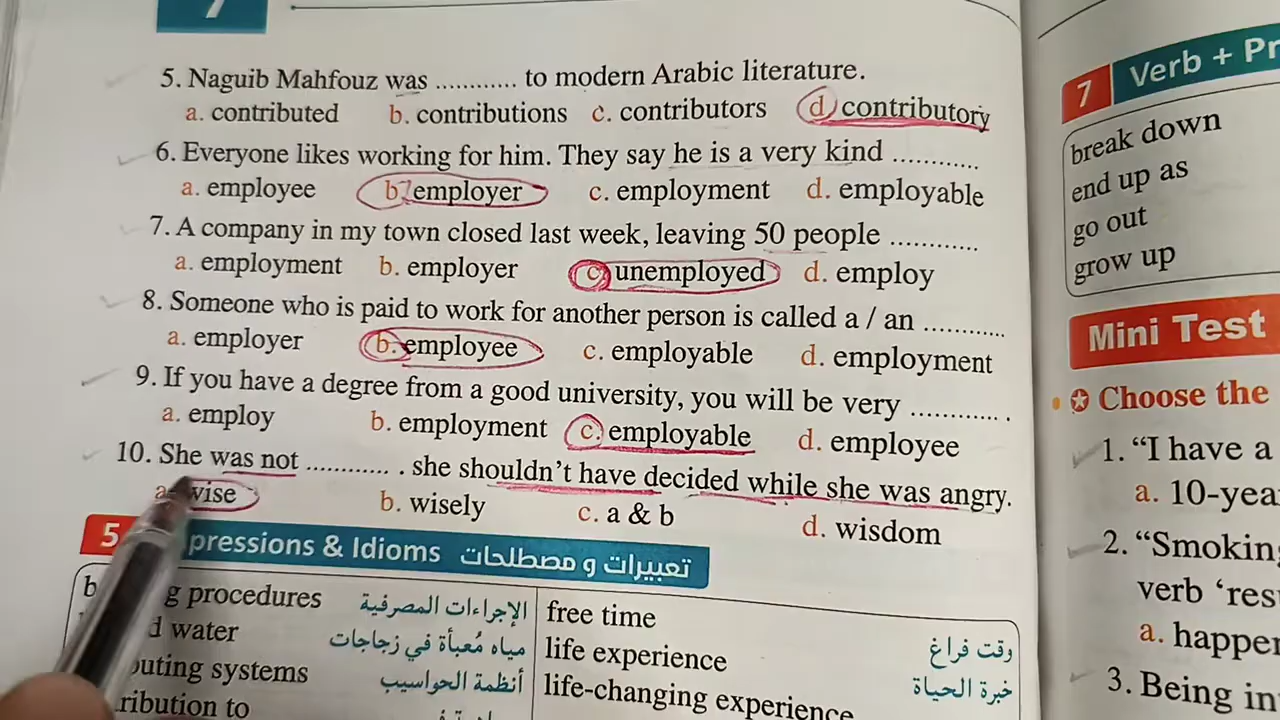 7
5. Naguib Mahfouz was ............ to modern Arabic literature.
a. contributed b. contributions c. contributors d. contributory
6. Everyone likes working for him. They say he is a very kind ............
a. employee b. employer c. employment d. employable
7. A company in my town closed last week, leaving 50 people ............
a. employment b. employer c. unemployed d. employ
8. Someone who is paid to work for another person is called a / an ............
a. employer b. employee c. employable d. employment
9. If you have a degree from a good university, you will be very ............ .
a. employ b. employment c. employable d. employee
10. She was not ............ . she shouldn't have decided while she was angry.
a. wise b. wisely c. a & b d. wisdom
5 pressions & Idioms تعبيرات و مصطلحات
g procedures الإجراءات المصرفية
d water مياه مُعبأة في زجاجات
outing systems أنظمة الحواسيب
ribution to
free time وقت فراغ
life experience خبرة الحياة
life-changing experience
7 Verb + Pr
break down
end up as
go out
grow up
Mini Test
Choose the
1. "I have a
a. 10-yea
2. "Smokin
verb 'res
a. happen
3. Being in